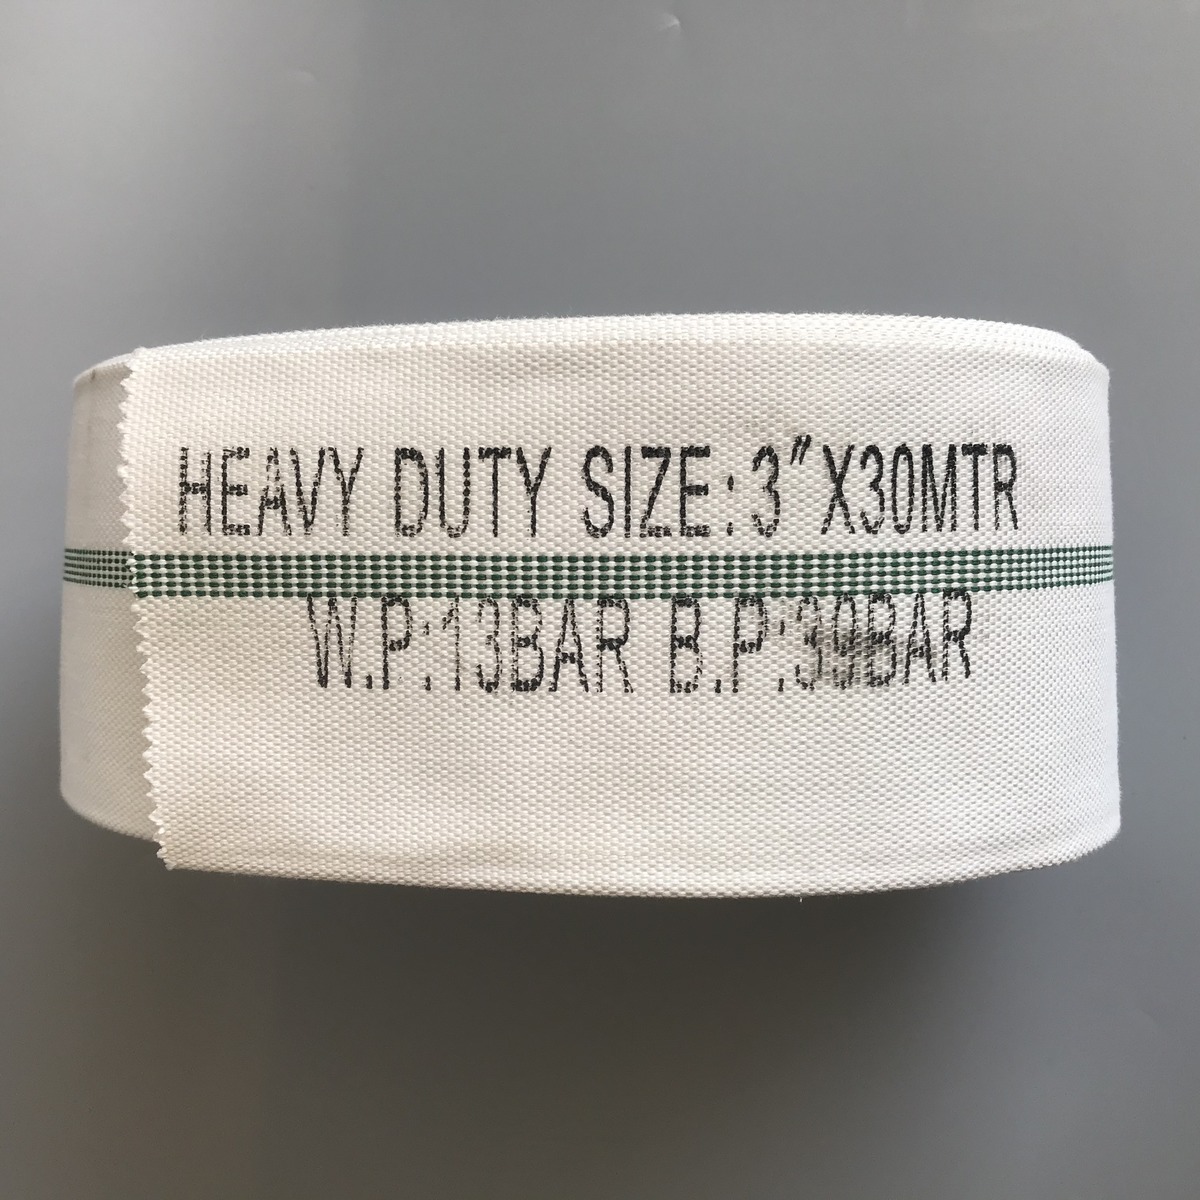 HEAVY DUTY SIZE:3"X30MTR
W.P:13BAR B.P:39BAR